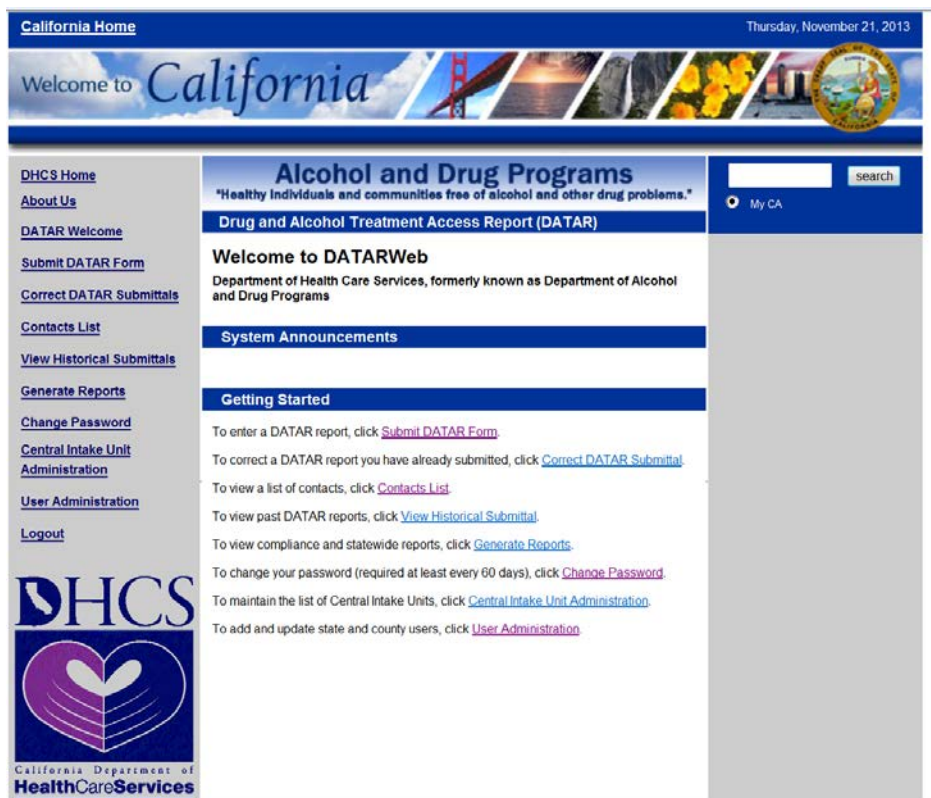 California Home
Thursday, November 21, 2013
Welcome to California
DHCS Home
About Us
DATAR Welcome
Submit DATAR Form
Correct DATAR Submittals
Contacts List
View Historical Submittals
Generate Reports
Change Password
Central Intake Unit
Administration
User Administration
Logout
DHCS
California Department of
HealthCareServices
Alcohol and Drug Programs
"Healthy individuals and communities free of alcohol and other drug problems."
Drug and Alcohol Treatment Access Report (DATAR)
Welcome to DATARWeb
Department of Health Care Services, formerly known as Department of Alcohol
and Drug Programs
System Announcements
Getting Started
To enter a DATAR report, click Submit DATAR Form.
To correct a DATAR report you have already submitted, click Correct DATAR Submittal.
To view a list of contacts, click Contacts List.
To view past DATAR reports, click View Historical Submittal.
To view compliance and statewide reports, click Generate Reports.
To change your password (required at least every 60 days), click Change Password.
To maintain the list of Central Intake Units, click Central Intake Unit Administration.
To add and update state and county users, click User Administration.
search
My CA